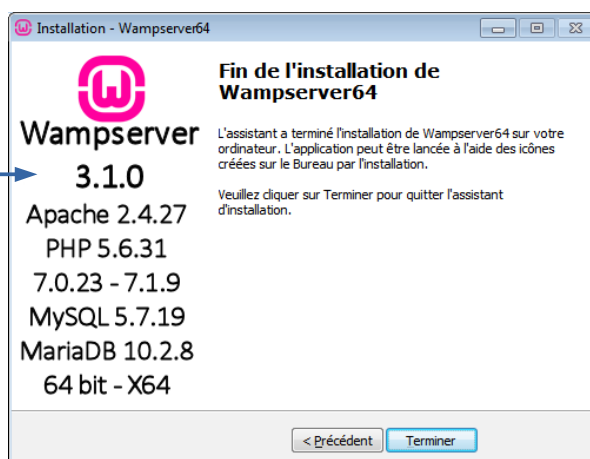 Installation - Wampserver64
Wampserver
3.1.0
Apache 2.4.27
PHP 5.6.31
7.0.23 - 7.1.9
MySQL 5.7.19
MariaDB 10.2.8
64 bit - X64
Fin de l'installation de
Wampserver64
L'assistant a terminé l'installation de Wampserver64 sur votre
ordinateur. L'application peut être lancée à l'aide des icônes
créées sur le Bureau par l'installation.
Veuillez cliquer sur Terminer pour quitter l'assistant
d'installation.
< Précédent
Terminer